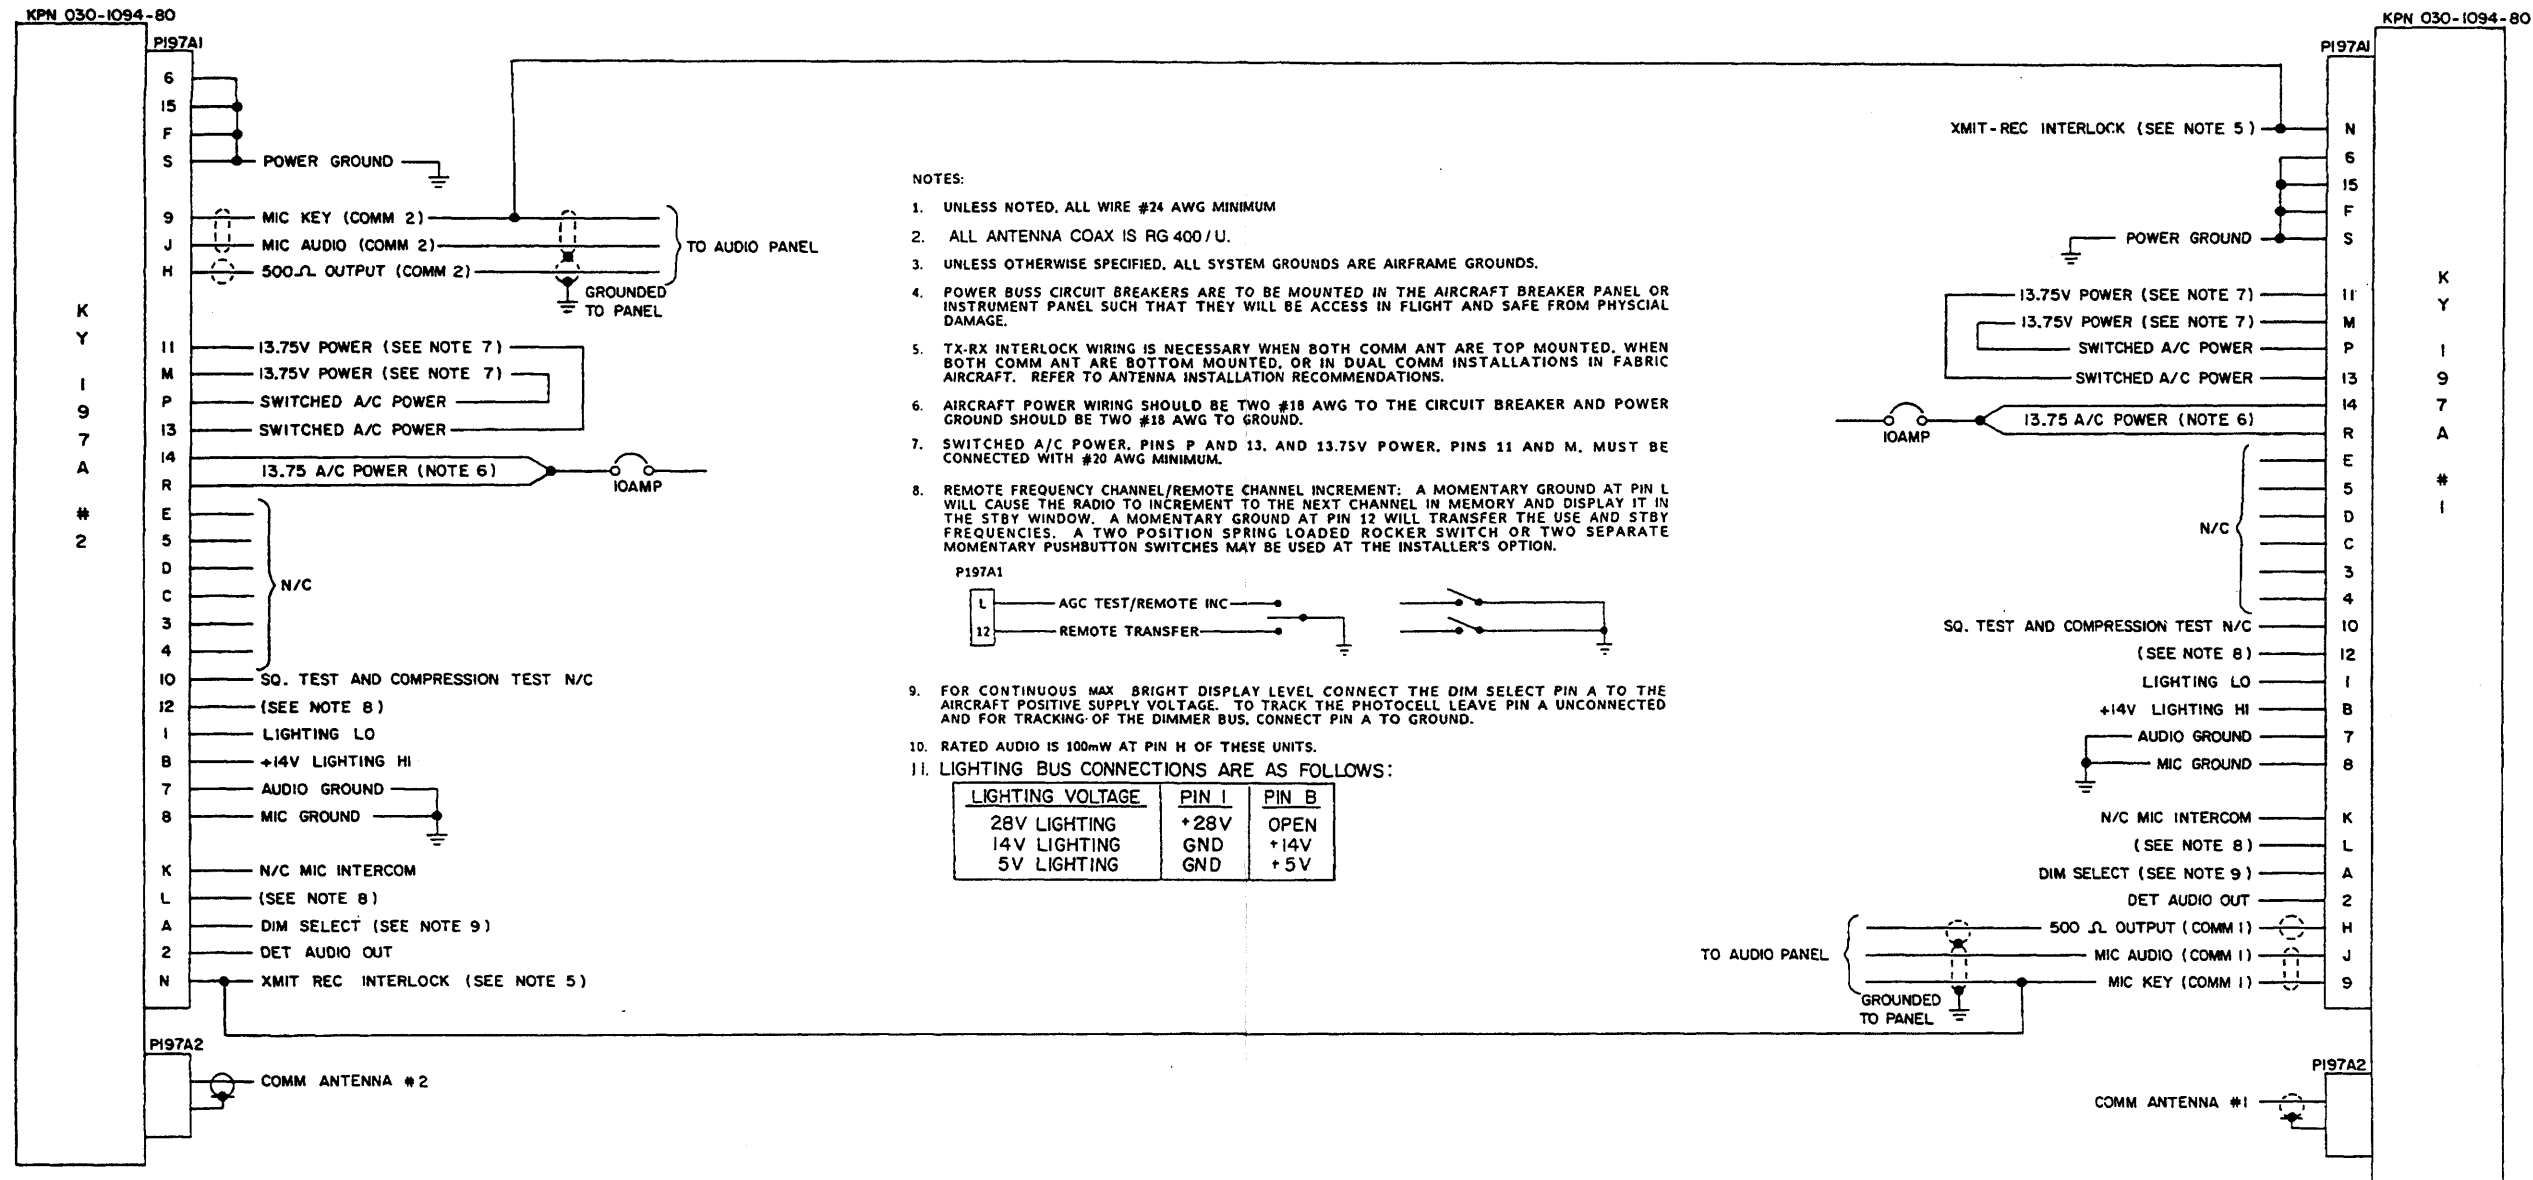 KPN 030-1094-80
P197A1
6
15
F
S POWER GROUND
9 MIC KEY (COMM 2)
J MIC AUDIO (COMM 2)
H 500Ω OUTPUT (COMM 2)
TO AUDIO PANEL
GROUNDED
TO PANEL
11 13.75V POWER (SEE NOTE 7)
M 13.75V POWER (SEE NOTE 7)
P SWITCHED A/C POWER
13 SWITCHED A/C POWER
14
13.75 A/C POWER (NOTE 6)
R
10AMP
E
5
D
C
3
4
N/C
10 SQ. TEST AND COMPRESSION TEST N/C
12 (SEE NOTE 8)
1 LIGHTING LO
B +14V LIGHTING HI
7 AUDIO GROUND
8 MIC GROUND
K N/C MIC INTERCOM
L (SEE NOTE 8)
A DIM SELECT (SEE NOTE 9)
2 DET AUDIO OUT
N XMIT REC INTERLOCK (SEE NOTE 5)
P197A2
COMM ANTENNA #2
KY 197A #2
NOTES:
1. UNLESS NOTED, ALL WIRE #24 AWG MINIMUM
2. ALL ANTENNA COAX IS RG 400/U.
3. UNLESS OTHERWISE SPECIFIED, ALL SYSTEM GROUNDS ARE AIRFRAME GROUNDS.
4. POWER BUSS CIRCUIT BREAKERS ARE TO BE MOUNTED IN THE AIRCRAFT BREAKER PANEL OR
INSTRUMENT PANEL SUCH THAT THEY WILL BE ACCESS IN FLIGHT AND SAFE FROM PHYSCIAL
DAMAGE.
5. TX-RX INTERLOCK WIRING IS NECESSARY WHEN BOTH COMM ANT ARE TOP MOUNTED, WHEN
BOTH COMM ANT ARE BOTTOM MOUNTED, OR IN DUAL COMM INSTALLATIONS IN FABRIC
AIRCRAFT. REFER TO ANTENNA INSTALLATION RECOMMENDATIONS.
6. AIRCRAFT POWER WIRING SHOULD BE TWO #18 AWG TO THE CIRCUIT BREAKER AND POWER
GROUND SHOULD BE TWO #18 AWG TO GROUND.
7. SWITCHED A/C POWER, PINS P AND 13, AND 13.75V POWER, PINS 11 AND M, MUST BE
CONNECTED WITH #20 AWG MINIMUM.
8. REMOTE FREQUENCY CHANNEL/REMOTE CHANNEL INCREMENT: A MOMENTARY GROUND AT PIN L
WILL CAUSE THE RADIO TO INCREMENT TO THE NEXT CHANNEL IN MEMORY AND DISPLAY IT IN
THE STBY WINDOW. A MOMENTARY GROUND AT PIN 12 WILL TRANSFER THE USE AND STBY
FREQUENCIES. A TWO POSITION SPRING LOADED ROCKER SWITCH OR TWO SEPARATE
MOMENTARY PUSHBUTTON SWITCHES MAY BE USED AT THE INSTALLER'S OPTION.
P197A1
L AGC TEST/REMOTE INC
12 REMOTE TRANSFER
9. FOR CONTINUOUS MAX BRIGHT DISPLAY LEVEL CONNECT THE DIM SELECT PIN A TO THE
AIRCRAFT POSITIVE SUPPLY VOLTAGE. TO TRACK THE PHOTOCELL LEAVE PIN A UNCONNECTED
AND FOR TRACKING OF THE DIMMER BUS, CONNECT PIN A TO GROUND.
10. RATED AUDIO IS 100mW AT PIN H OF THESE UNITS.
11. LIGHTING BUS CONNECTIONS ARE AS FOLLOWS:
LIGHTING VOLTAGE PIN 1 PIN B
28V LIGHTING +28V OPEN
14V LIGHTING GND +14V
5V LIGHTING GND +5V
KPN 030-1094-80
P197A1
XMIT-REC INTERLOCK (SEE NOTE 5) N
6
15
F
POWER GROUND S
13.75V POWER (SEE NOTE 7) 11
13.75V POWER (SEE NOTE 7) M
SWITCHED A/C POWER P
SWITCHED A/C POWER 13
14
13.75 A/C POWER (NOTE 6)
R
10AMP
E
5
D
C
3
4
N/C
SQ. TEST AND COMPRESSION TEST N/C 10
(SEE NOTE 8) 12
LIGHTING LO 1
+14V LIGHTING HI B
AUDIO GROUND 7
MIC GROUND 8
N/C MIC INTERCOM K
(SEE NOTE 8) L
DIM SELECT (SEE NOTE 9) A
DET AUDIO OUT 2
500 Ω OUTPUT (COMM 1) H
MIC AUDIO (COMM 1) J
MIC KEY (COMM 1) 9
TO AUDIO PANEL
GROUNDED
TO PANEL
P197A2
COMM ANTENNA #1
KY 197A #1